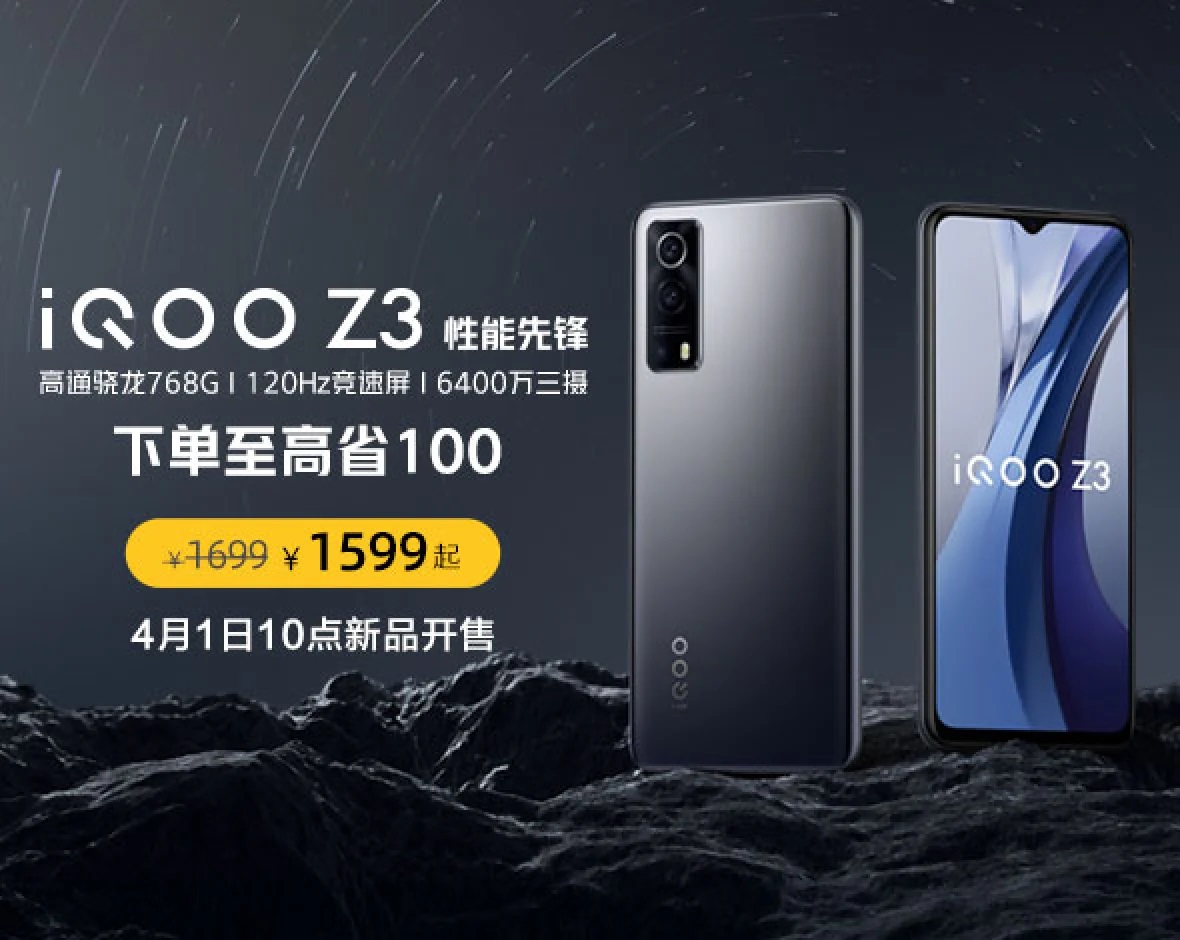 iQOO Z3 性能先锋
高通骁龙768G | 120Hz竞速屏 | 6400万三摄
下单至高省100
¥1699 ¥1599起
4月1日10点新品开售
iQOO
iQOO Z3